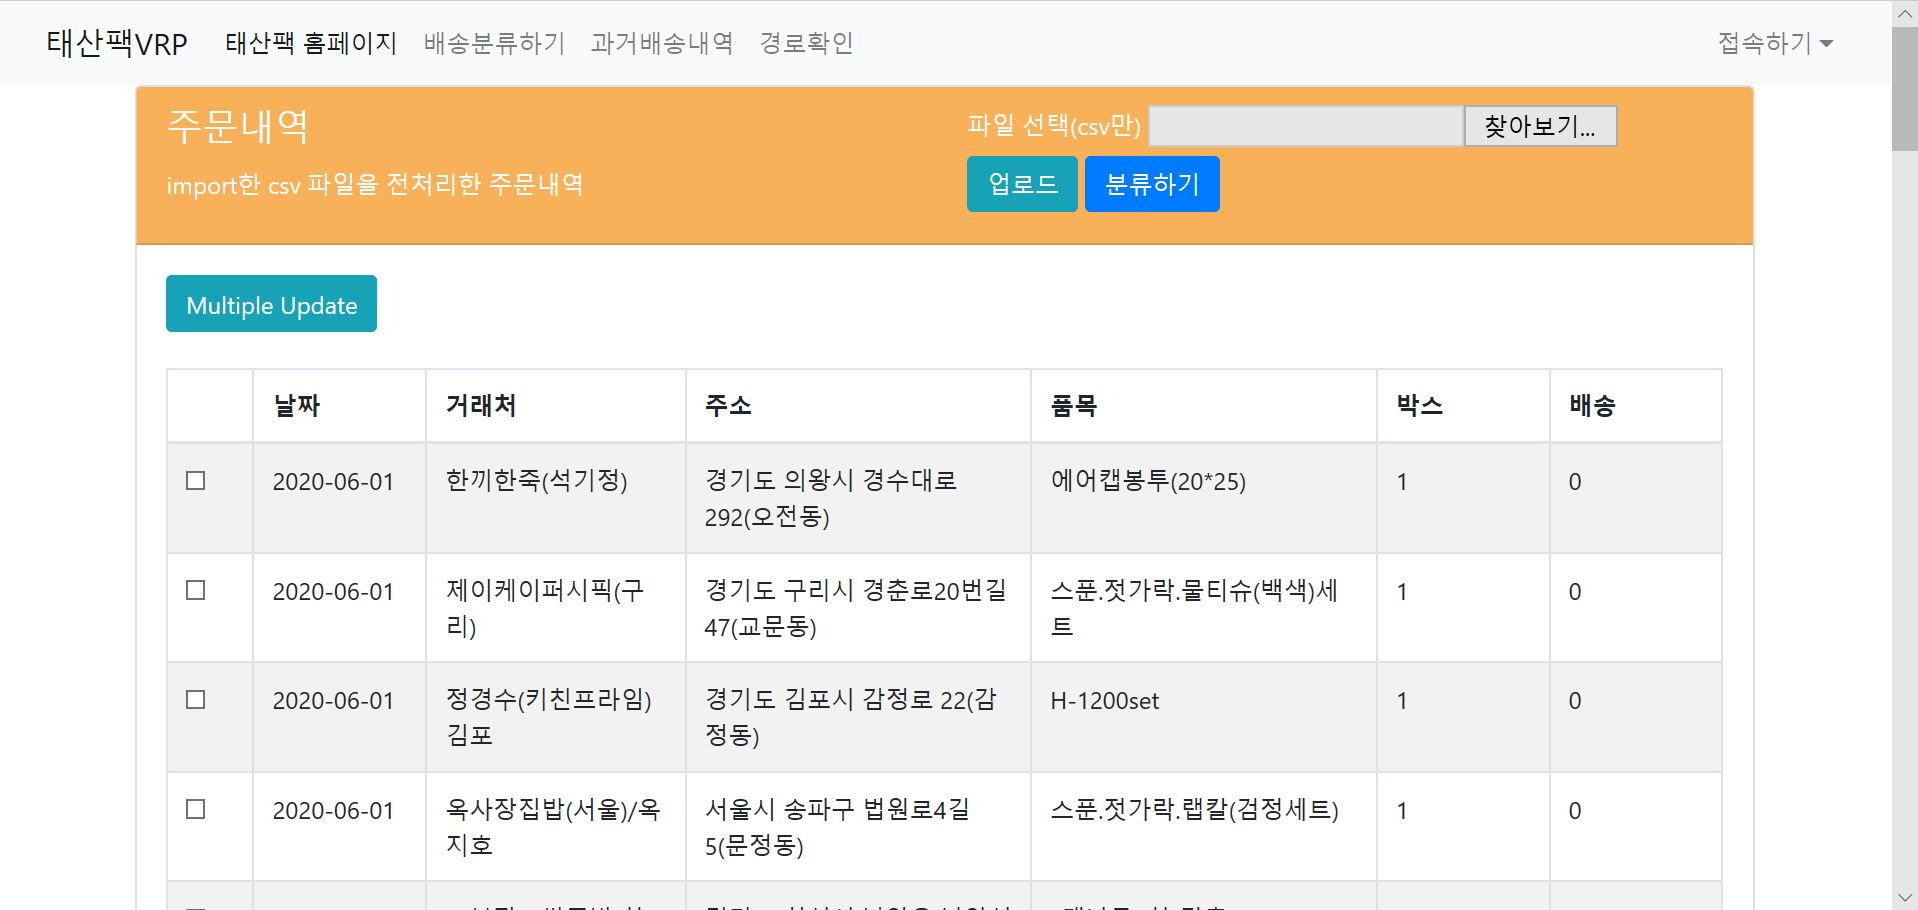 태산팩VRP 태산팩 홈페이지 배송분류하기 과거배송내역 경로확인 접속하기
주문내역
import한 csv 파일을 전처리한 주문내역
파일 선택(csv만) 찾아보기...
업로드 분류하기
Multiple Update
날짜 거래처 주소 품목 박스 배송
2020-06-01 한끼한죽(석기정) 경기도 의왕시 경수대로 에어캡봉투(20*25) 1 0
292(오전동)
2020-06-01 제이케이퍼시픽(구 경기도 구리시 경춘로20번길 스푼.젓가락.물티슈(백색)세 1 0
리) 47(교문동) 트
2020-06-01 정경수(키친프라임) 경기도 김포시 감정로 22(감 H-1200set 1 0
김포 정동)
2020-06-01 옥사장집밥(서울)/옥 서울시 송파구 법원로4길 스푼.젓가락.랩칼(검정세트) 1 0
지호 5(문정동)